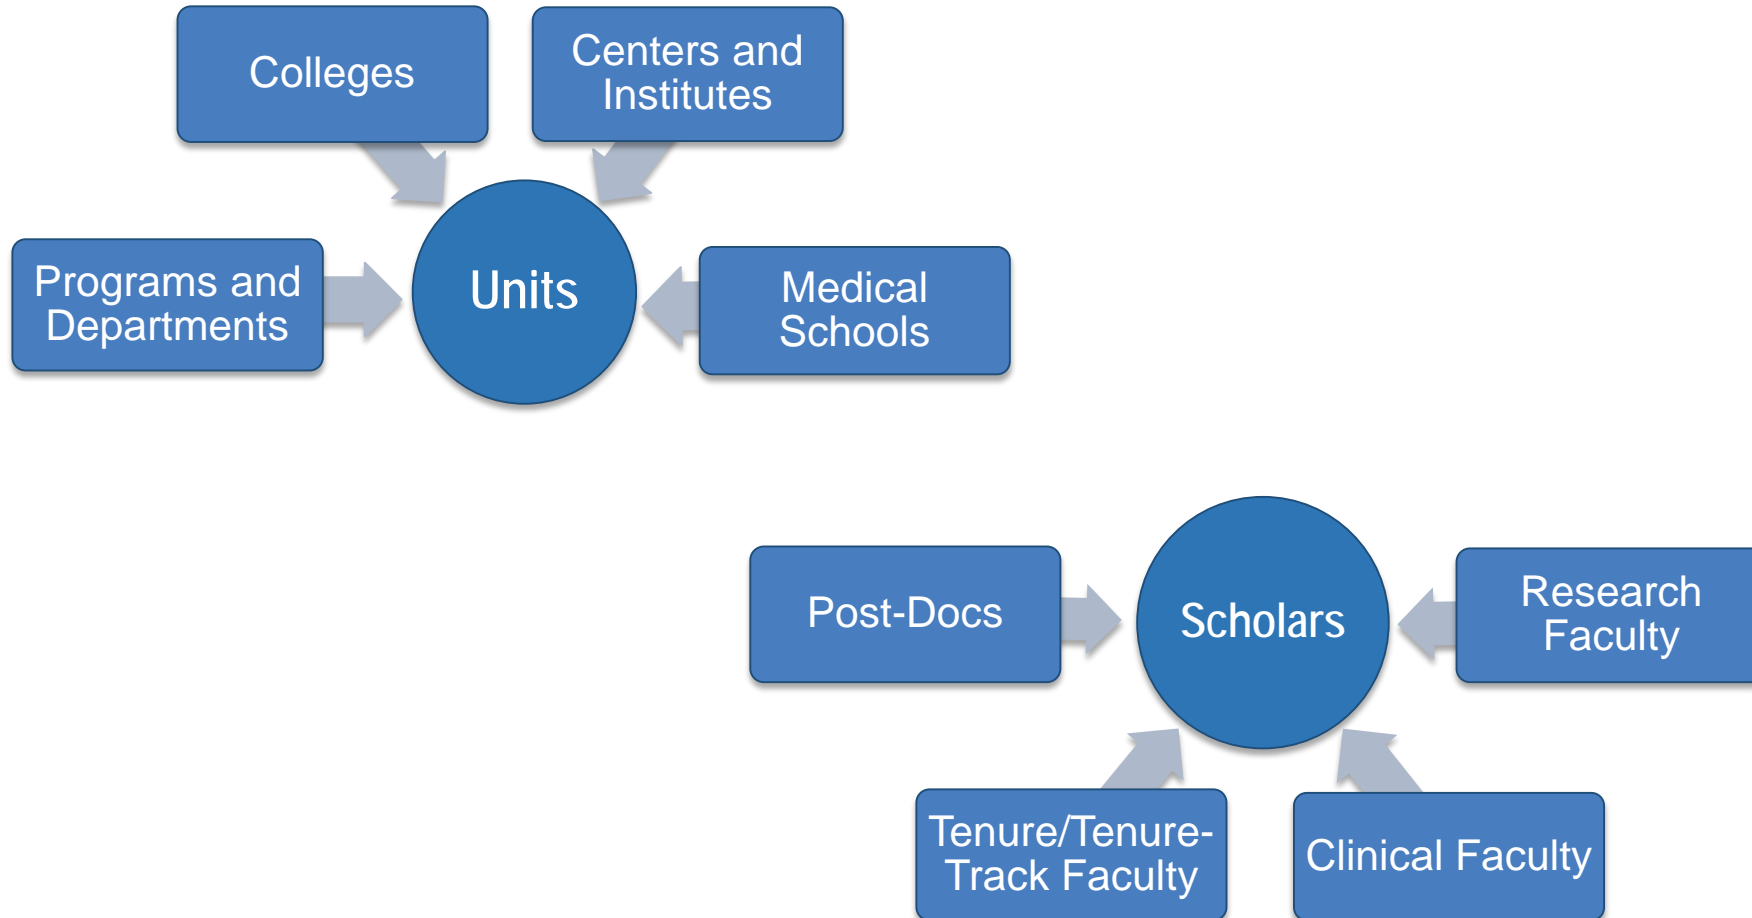 Colleges
Centers and
Institutes
Programs and
Departments
Units
Medical
Schools
Post-Docs
Scholars
Research
Faculty
Tenure/Tenure-
Track Faculty
Clinical Faculty